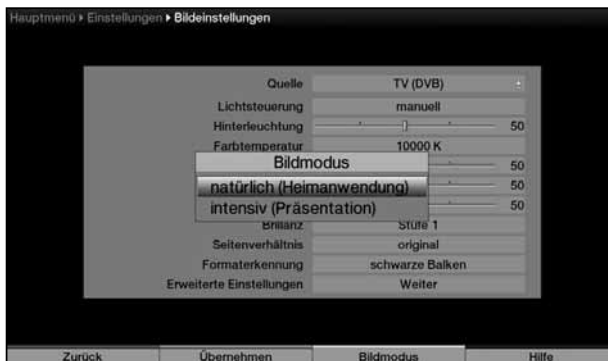 Hauptmenü ▸ Einstellungen ▸ Bildeinstellungen
Quelle TV (DVB)
Lichtsteuerung manuell
Hinterleuchtung 50
Farbtemperatur 10000 K
Bildmodus
50
natürlich (Heimanwendung)
50
intensiv (Präsentation)
50
Brillanz Stufe 1
Seitenverhältnis original
Formaterkennung schwarze Balken
Erweiterte Einstellungen Weiter
Zurück Übernehmen Bildmodus Hilfe